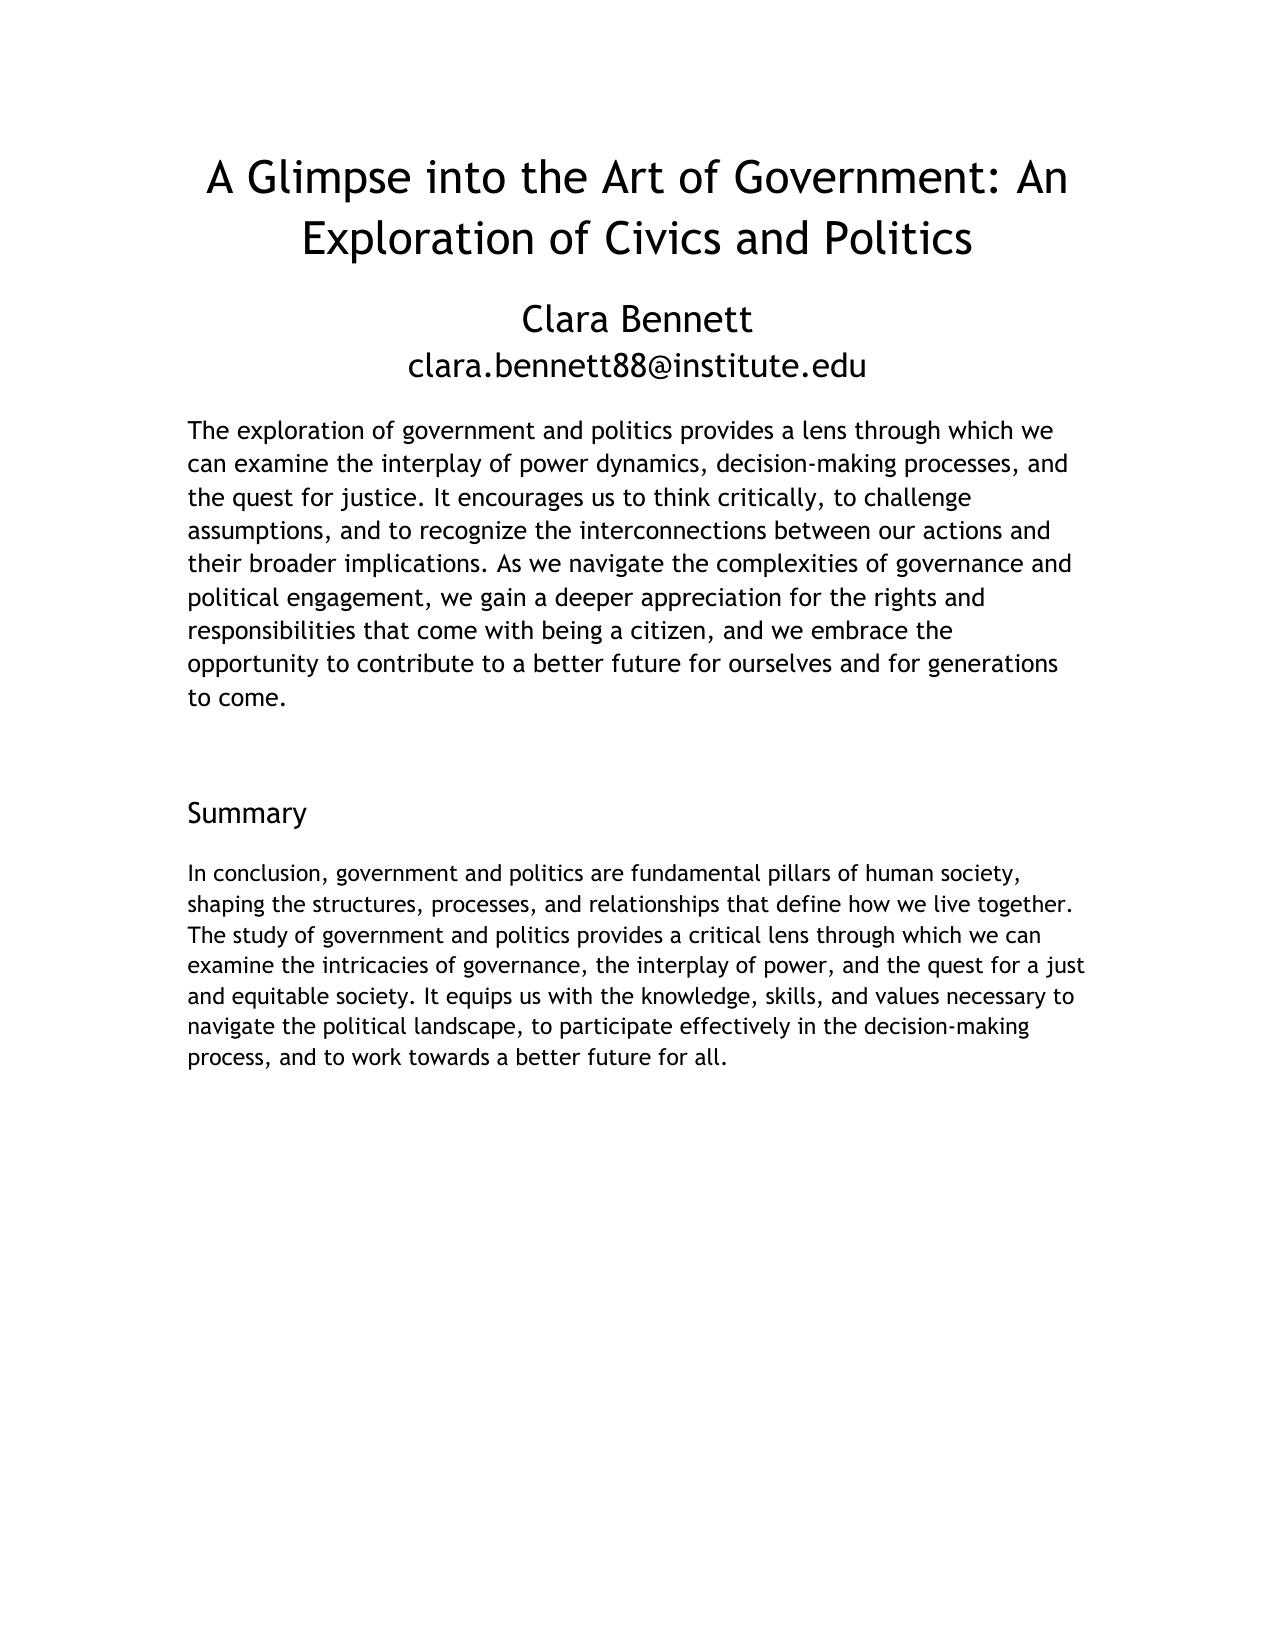 A Glimpse into the Art of Government: An
Exploration of Civics and Politics
Clara Bennett
clara.bennett88@institute.edu
The exploration of government and politics provides a lens through which we
can examine the interplay of power dynamics, decision-making processes, and
the quest for justice. It encourages us to think critically, to challenge
assumptions, and to recognize the interconnections between our actions and
their broader implications. As we navigate the complexities of governance and
political engagement, we gain a deeper appreciation for the rights and
responsibilities that come with being a citizen, and we embrace the
opportunity to contribute to a better future for ourselves and for generations
to come.
Summary
In conclusion, government and politics are fundamental pillars of human society,
shaping the structures, processes, and relationships that define how we live together.
The study of government and politics provides a critical lens through which we can
examine the intricacies of governance, the interplay of power, and the quest for a just
and equitable society. It equips us with the knowledge, skills, and values necessary to
navigate the political landscape, to participate effectively in the decision-making
process, and to work towards a better future for all.